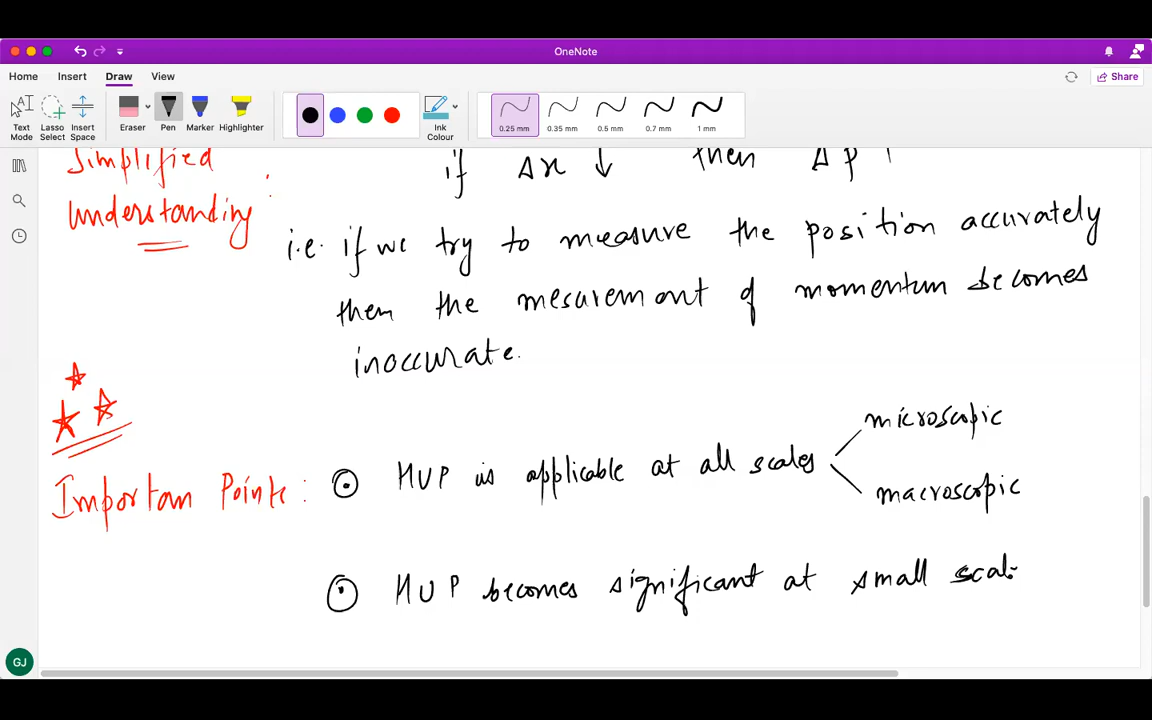 OneNote
Home Insert Draw View
Share
Text Mode
Lasso Select
Insert Space
Eraser
Pen
Marker
Highlighter
Ink Colour
0.25 mm
0.35 mm
0.5 mm
0.7 mm
1 mm
Simplified Understanding :
if Δx ↓ then Δp
i.e. if we try to measure the position accurately
then the mesurement of momentum becomes
inaccurate.
Importan Points :
HUP is applicable at all scales
microscopic
macroscopic
HUP becomes significant at small scal
GJ